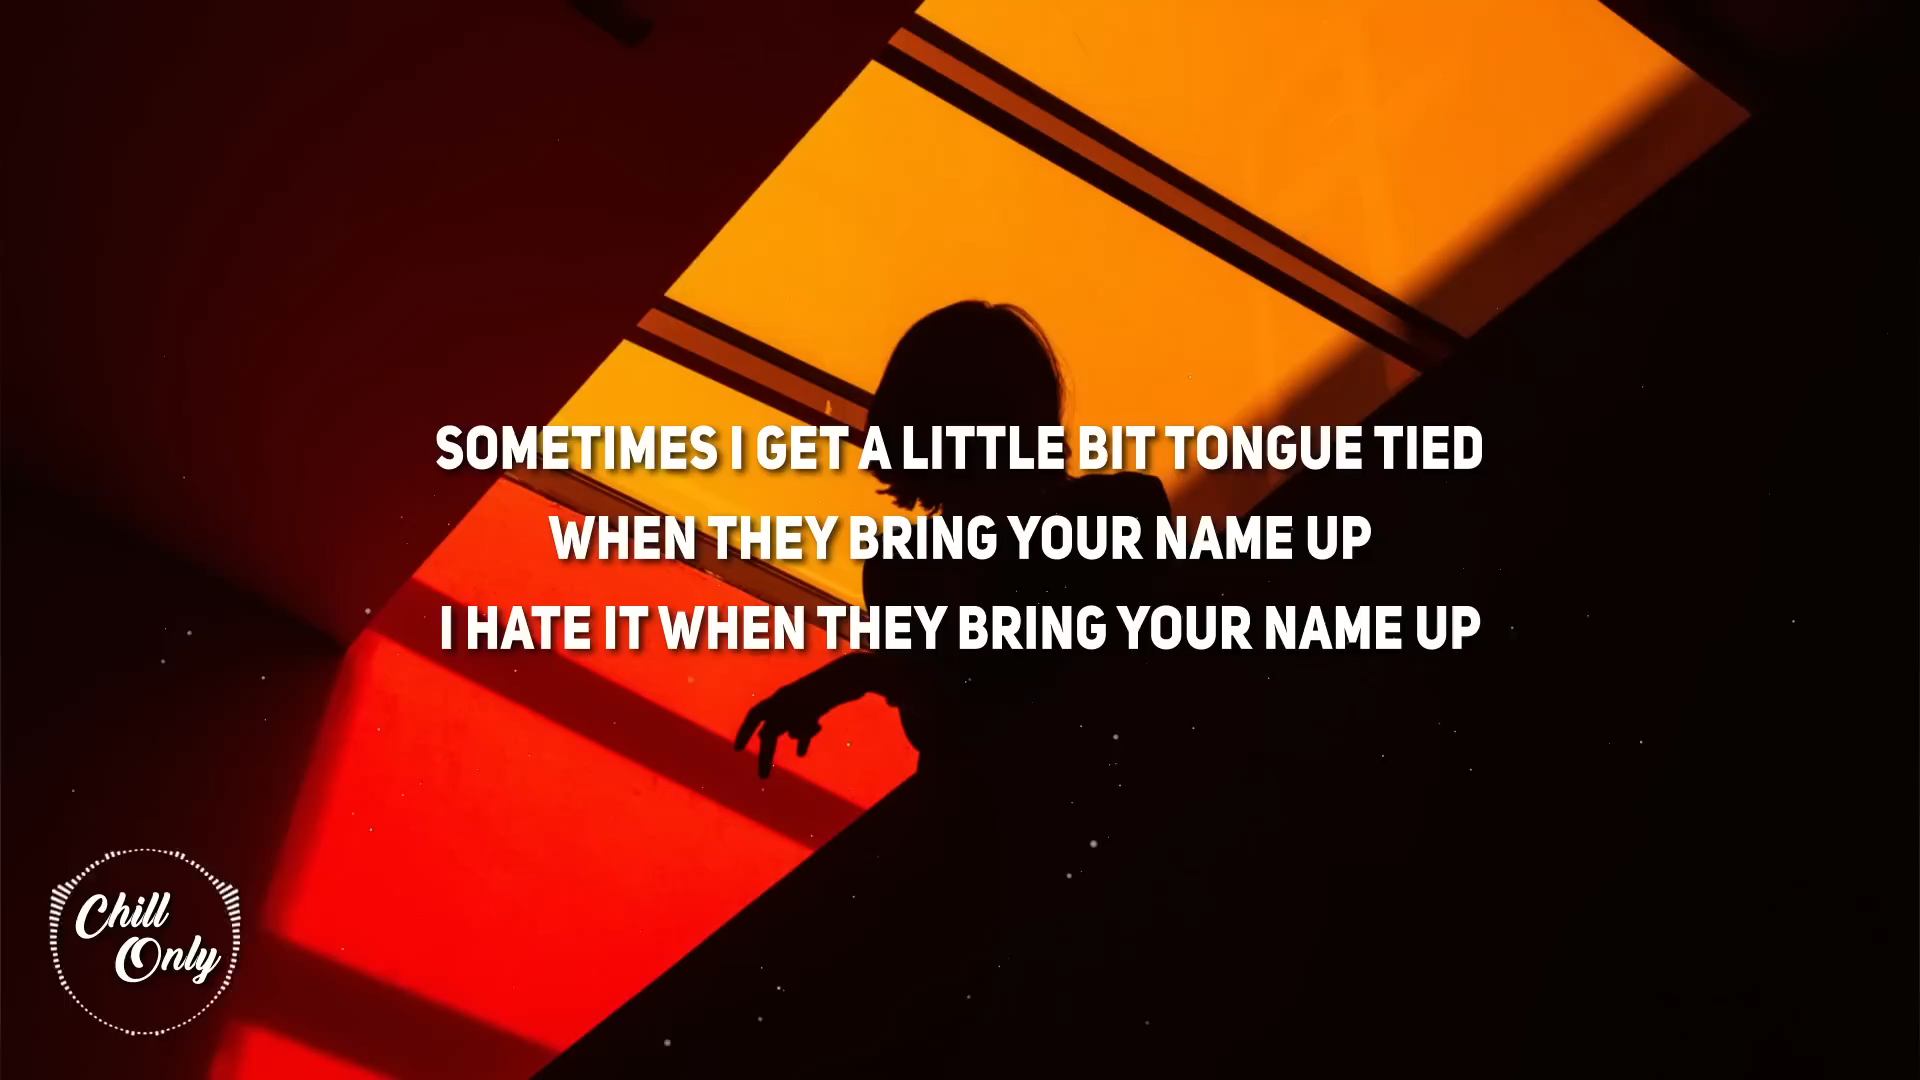 SOMETIMES I GET A LITTLE BIT TONGUE TIED
WHEN THEY BRING YOUR NAME UP
I HATE IT WHEN THEY BRING YOUR NAME UP
Chill
Only